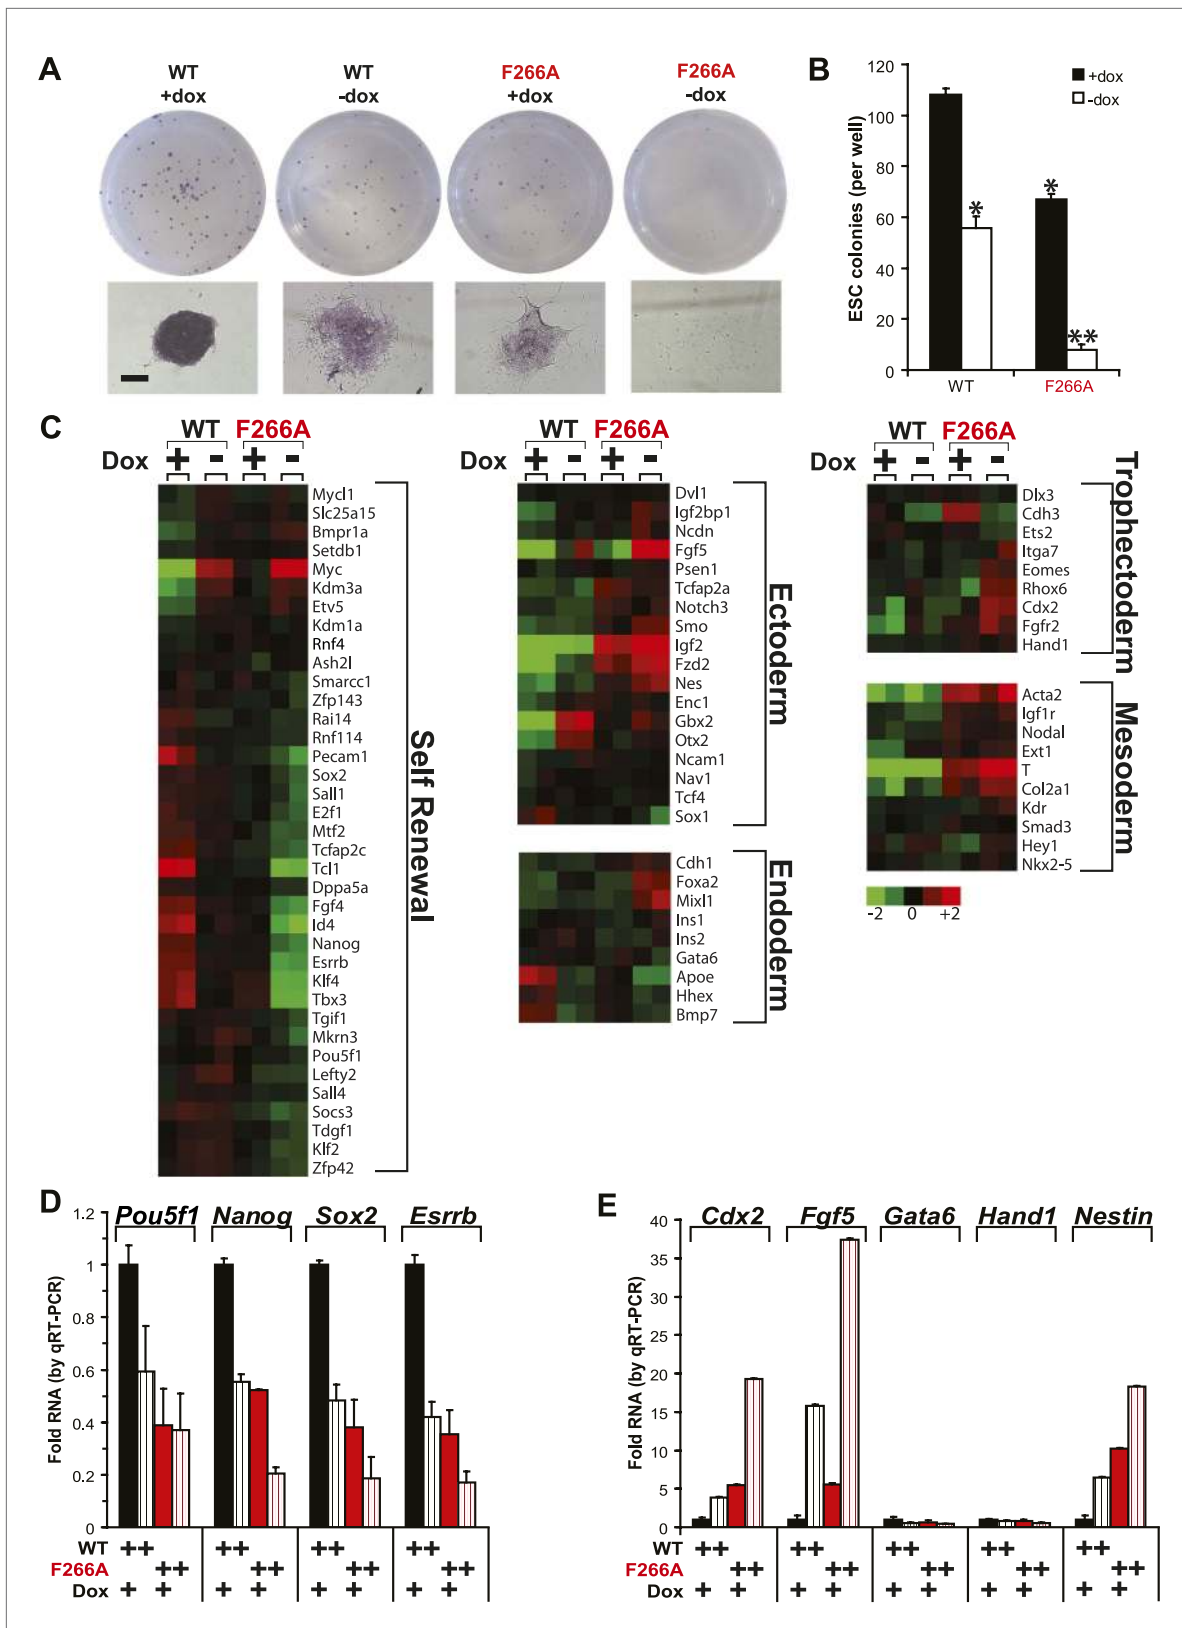 A
WT
+dox
WT
-dox
F266A
+dox
F266A
-dox
B
120
100
80
60
40
20
0
ESC colonies (per well)
+dox
-dox
*
*
**
WT
F266A
C
WT
F266A
Dox
+ - + -
Mycl1
Slc25a15
Bmpr1a
Setdb1
Myc
Kdm3a
Etv5
Kdm1a
Rnf4
Ash2l
Smarcc1
Zfp143
Rai14
Rnf114
Pecam1
Sox2
Sall1
E2f1
Mtf2
Tcfap2c
Tcl1
Dppa5a
Fgf4
Id4
Nanog
Esrrb
Klf4
Tbx3
Tgif1
Mkrn3
Pou5f1
Lefty2
Sall4
Socs3
Tdgf1
Klf2
Zfp42
Self Renewal
WT
F266A
Dox
+ - + -
Dvl1
Igf2bp1
Ncdn
Fgf5
Psen1
Tcfap2a
Notch3
Smo
Igf2
Fzd2
Nes
Enc1
Gbx2
Otx2
Ncam1
Nav1
Tcf4
Sox1
Ectoderm
Cdh1
Foxa2
Mixl1
Ins1
Ins2
Gata6
Apoe
Hhex
Bmp7
Endoderm
WT
F266A
Dox
+ - + -
Dlx3
Cdh3
Ets2
Itga7
Eomes
Rhox6
Cdx2
Fgfr2
Hand1
Trophectoderm
Acta2
Igf1r
Nodal
Ext1
T
Col2a1
Kdr
Smad3
Hey1
Nkx2-5
Mesoderm
-2 0 +2
D
Pou5f1 Nanog Sox2 Esrrb
1.2
1
0.8
0.6
0.4
0.2
0
Fold RNA (by qRT-PCR)
WT ++ ++ ++ ++
F266A ++ ++ ++ ++
Dox + + + + + + + +
E
Cdx2 Fgf5 Gata6 Hand1 Nestin
40
35
30
25
20
15
10
5
0
Fold RNA (by qRT-PCR)
WT ++ ++ ++ ++ ++
F266A ++ ++ ++ ++ ++
Dox + + + + + + + + + +